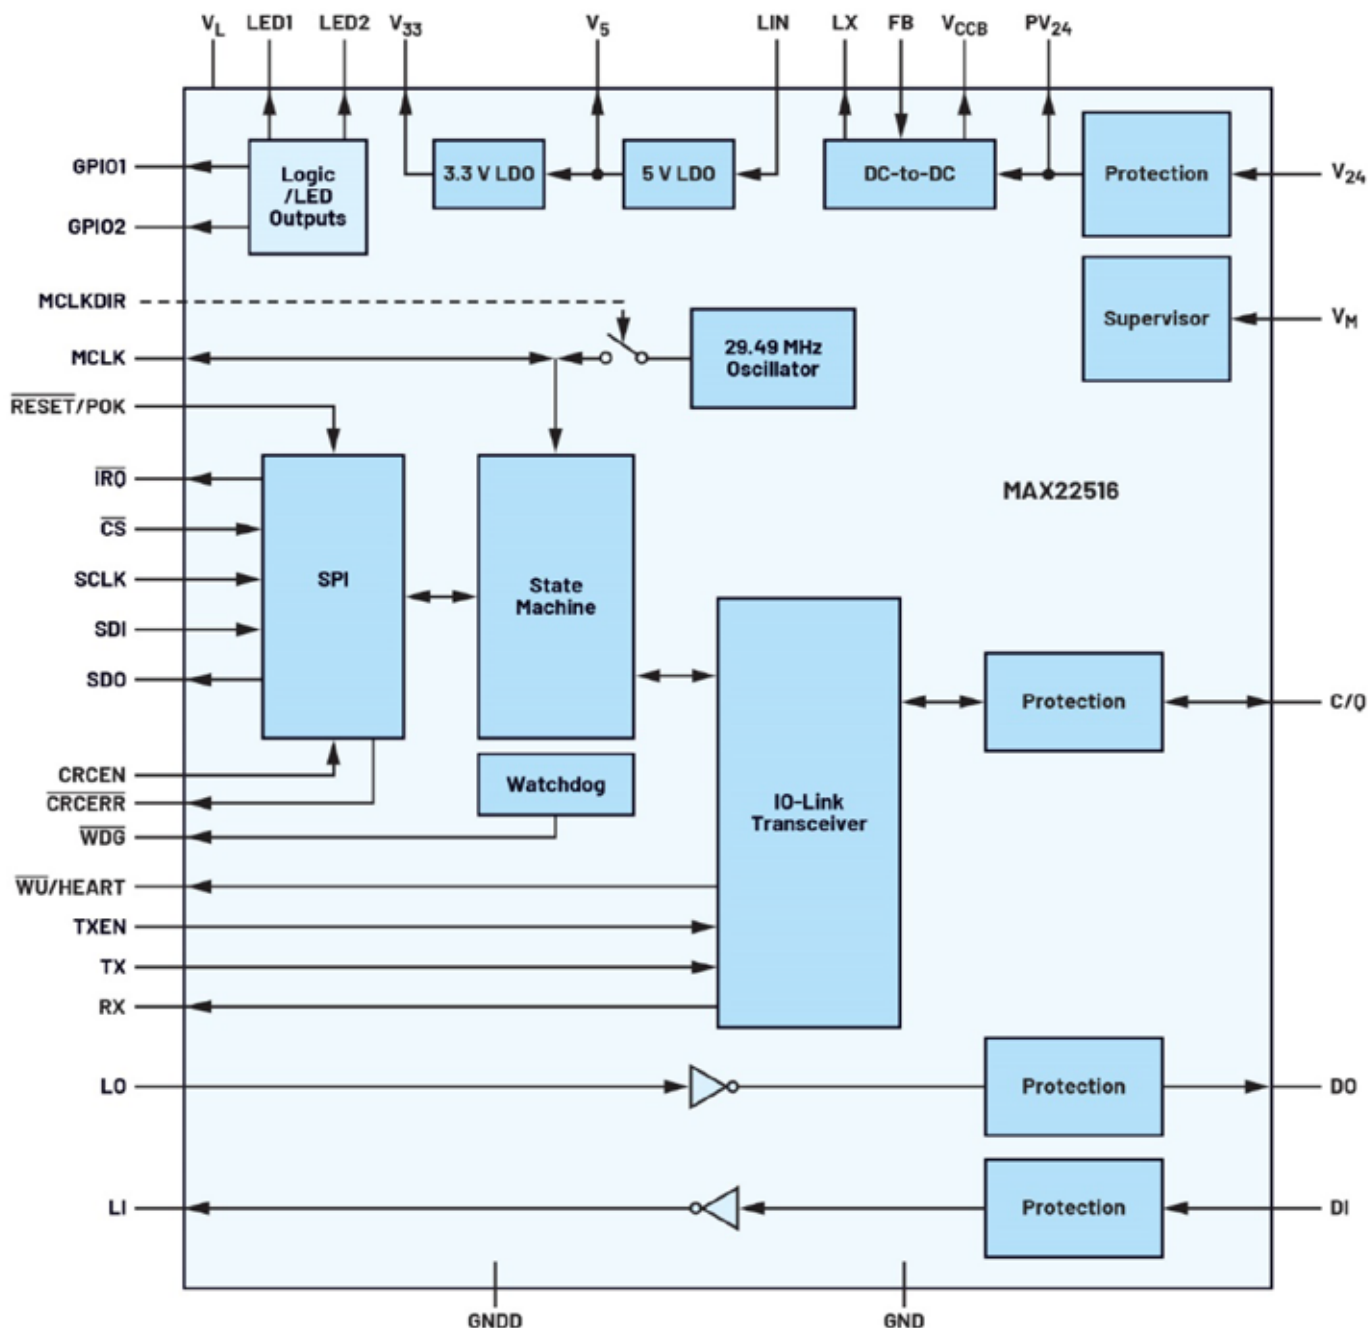 VL LED1 LED2 V33 V5 LIN LX FB VCCB PV24
GPIO1
GPIO2
Logic
/LED
Outputs
3.3 V LDO
5 V LDO
DC-to-DC
Protection
V24
MCLKDIR
MCLK
29.49 MHz
Oscillator
Supervisor
VM
RESET/POK
IRQ
CS
SCLK
SDI
SDO
SPI
State
Machine
MAX22516
CRCEN
CRCERR
WDG
Watchdog
IO-Link
Transceiver
Protection
C/Q
WU/HEART
TXEN
TX
RX
LO
Protection
DO
LI
Protection
DI
GNDD
GND